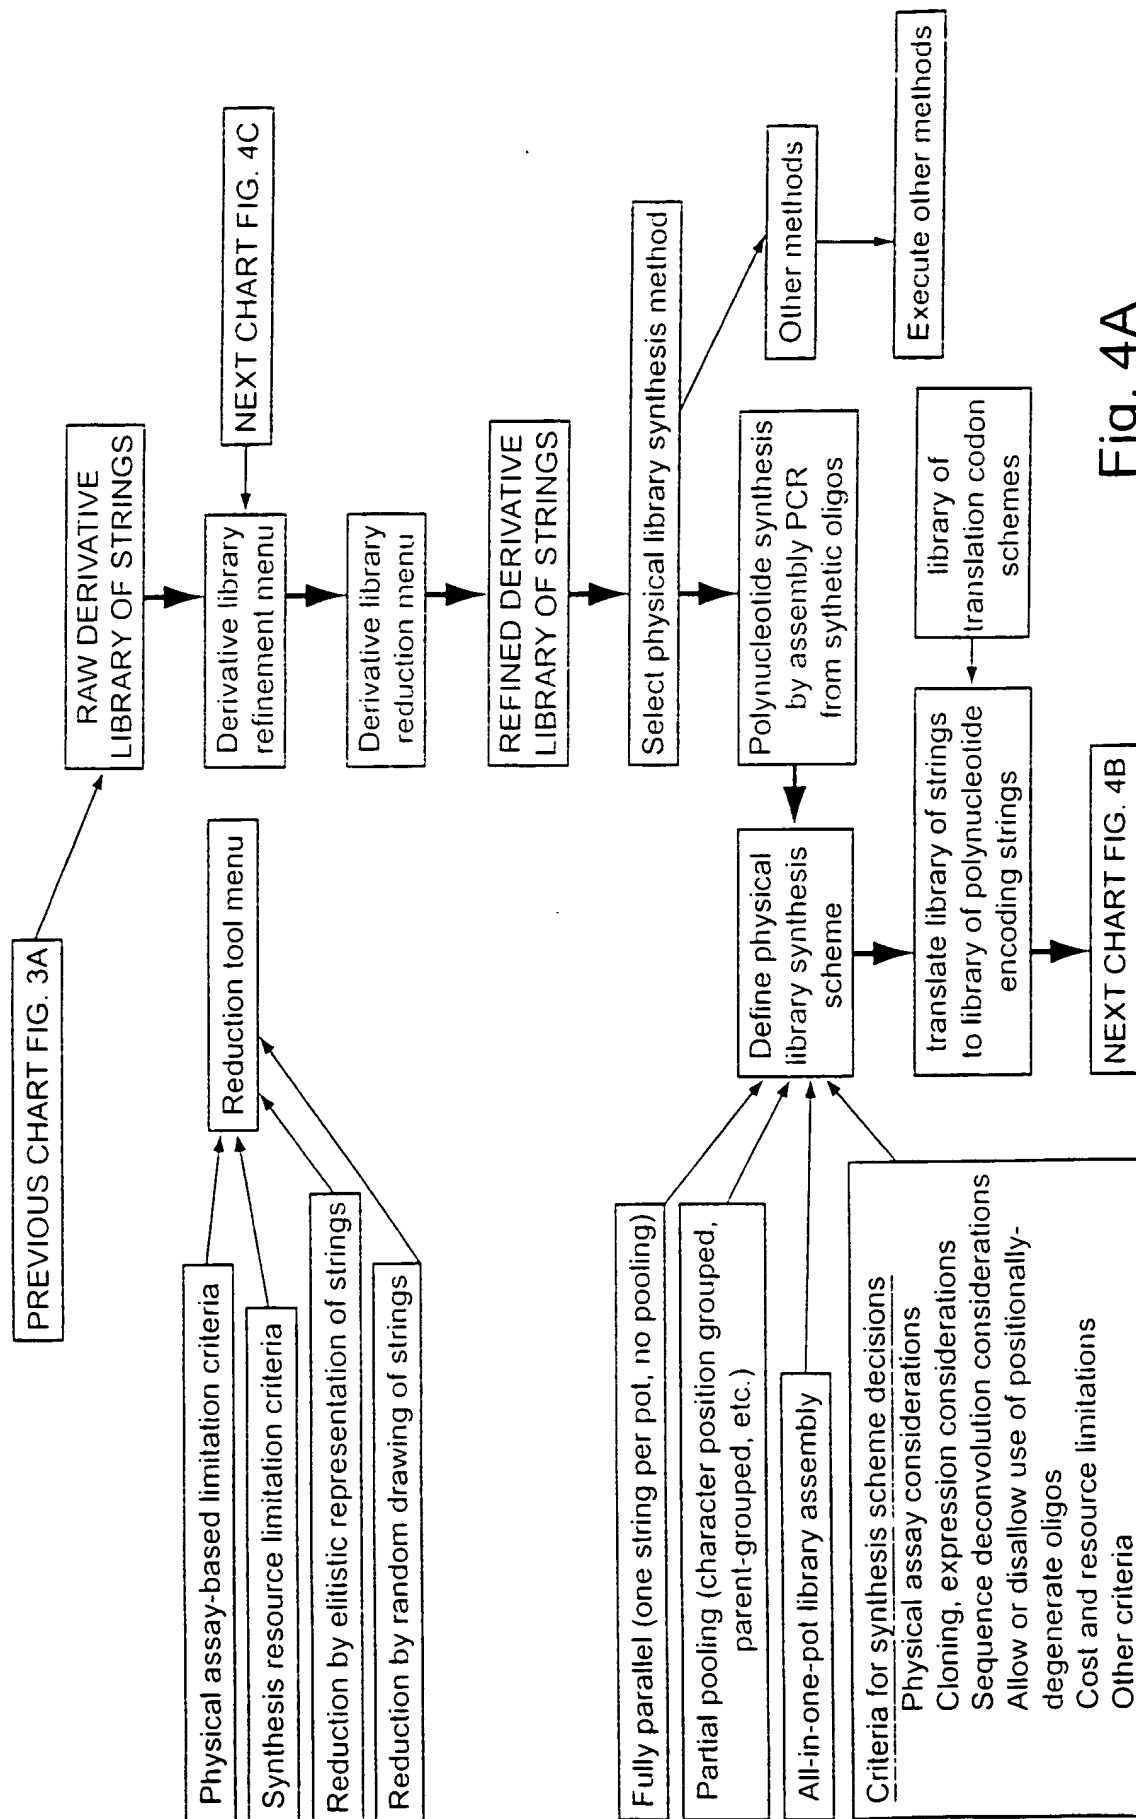 PREVIOUS CHART FIG. 3A
RAW DERIVATIVE
LIBRARY OF STRINGS
NEXT CHART FIG. 4C
Derivative library
refinement menu
Reduction tool menu
Physical assay-based limitation criteria
Synthesis resource limitation criteria
Reduction by elitistic representation of strings
Reduction by random drawing of strings
Derivative library
reduction menu
REFINED DERIVATIVE
LIBRARY OF STRINGS
Select physical library synthesis method
Other methods
Execute other methods
Polynucleotide synthesis
by assembly PCR
from sythetic oligos
Define physical
library synthesis
scheme
Fully parallel (one string per pot, no pooling)
Partial pooling (character position grouped,
parent-grouped, etc.)
All-in-one-pot library assembly
Criteria for synthesis scheme decisions
Physical assay considerations
Cloning, expression considerations
Sequence deconvolution considerations
Allow or disallow use of positionally-
degenerate oligos
Cost and resource limitations
Other criteria
library of
translation codon
schemes
translate library of strings
to library of polynucleotide
encoding strings
NEXT CHART FIG. 4B
Fig. 4A